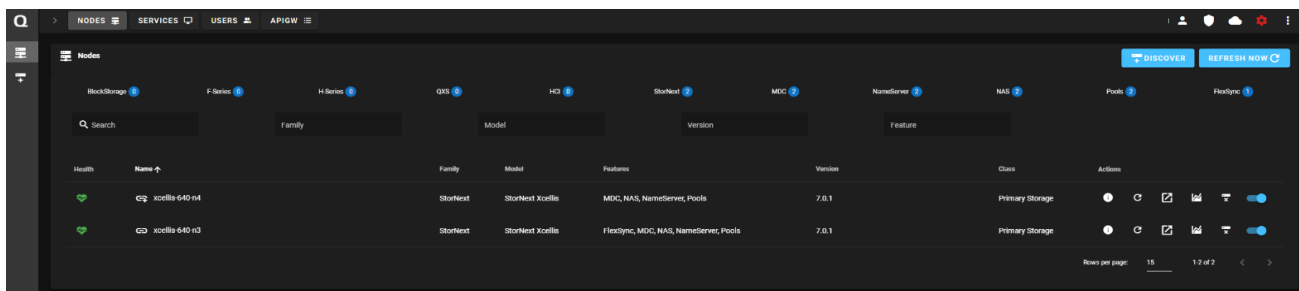 NODES SERVICES USERS APIGW
Nodes DISCOVER REFRESH NOW
BlockStorage 0 F-Series 0 H-Series 0 QXS 0 HCI 0 StorNext 2 MDC 2 NameServer 2 NAS 2 Pools 2 FlexSync 1
Search Family Model Version Feature
Health Name Family Model Features Version Class Actions
xcellis-640-n4 StorNext StorNext Xcellis MDC, NAS, NameServer, Pools 7.0.1 Primary Storage
xcellis-640-n3 StorNext StorNext Xcellis FlexSync, MDC, NAS, NameServer, Pools 7.0.1 Primary Storage
Rows per page: 15 1-2 of 2